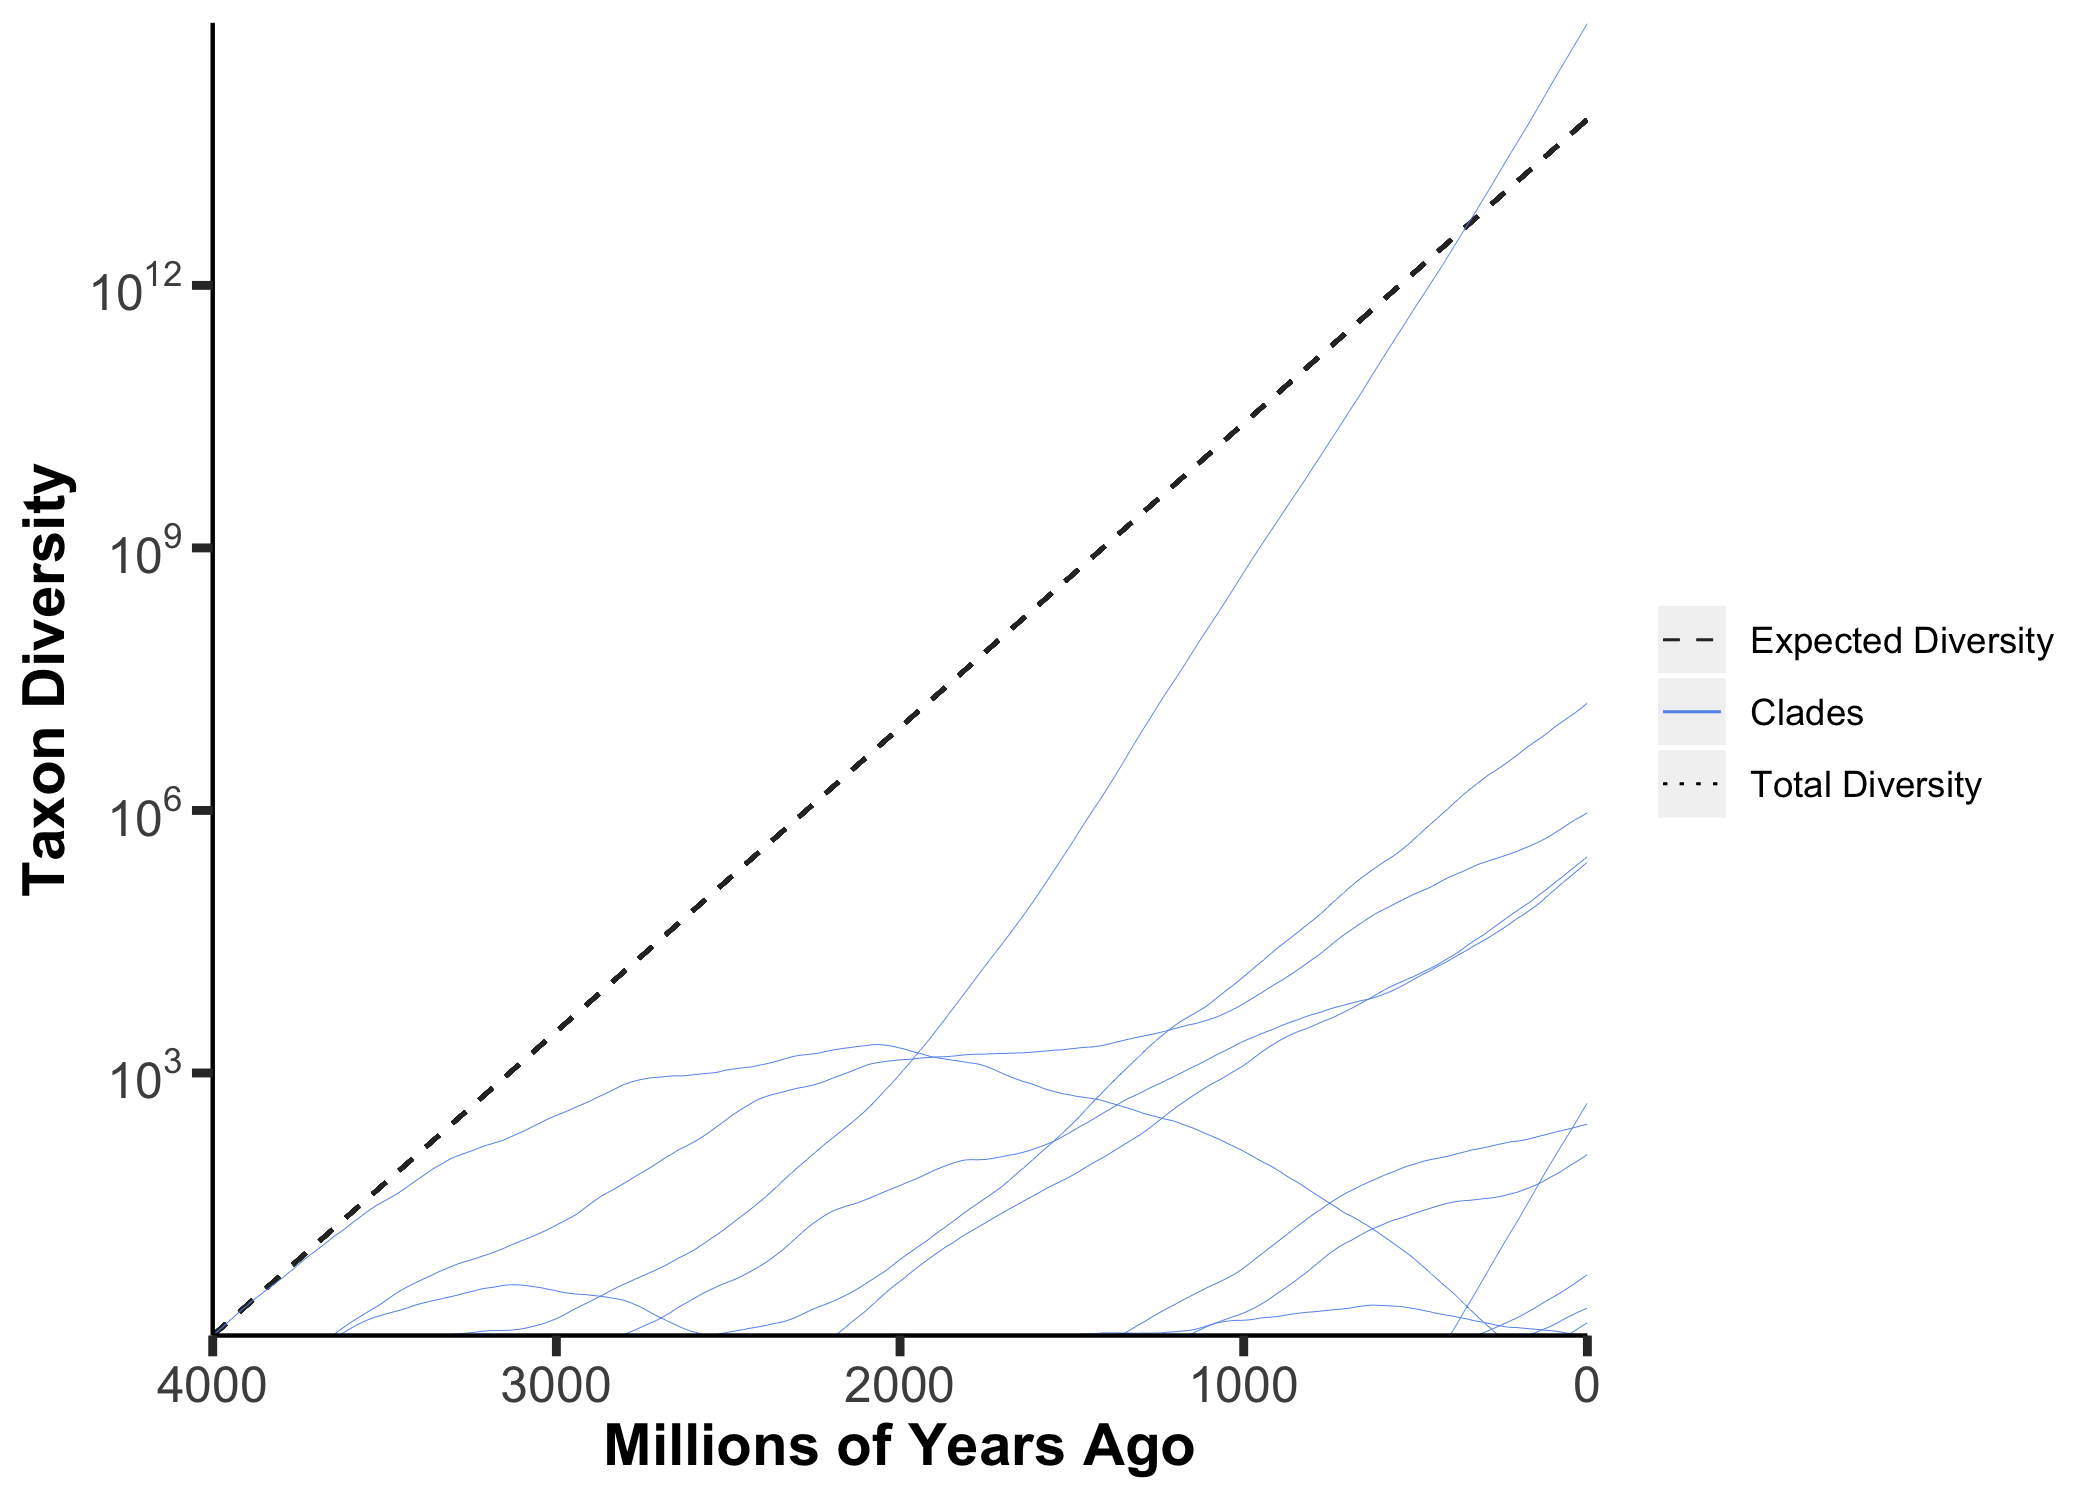 Taxon Diversity
10^12
10^9
10^6
10^3
4000 3000 2000 1000 0
Millions of Years Ago
Expected Diversity
Clades
Total Diversity